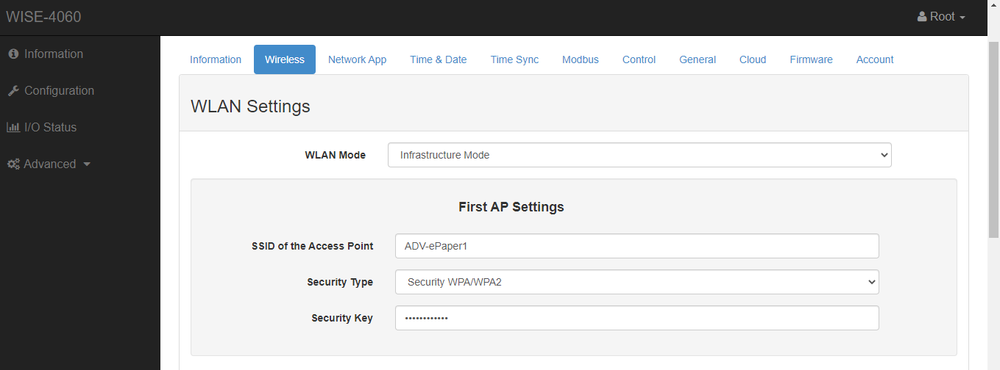 WISE-4060
Root
Information
Configuration
I/O Status
Advanced
Information Wireless Network App Time & Date Time Sync Modbus Control General Cloud Firmware Account
WLAN Settings
WLAN Mode Infrastructure Mode
First AP Settings
SSID of the Access Point ADV-ePaper1
Security Type Security WPA/WPA2
Security Key ••••••••••••